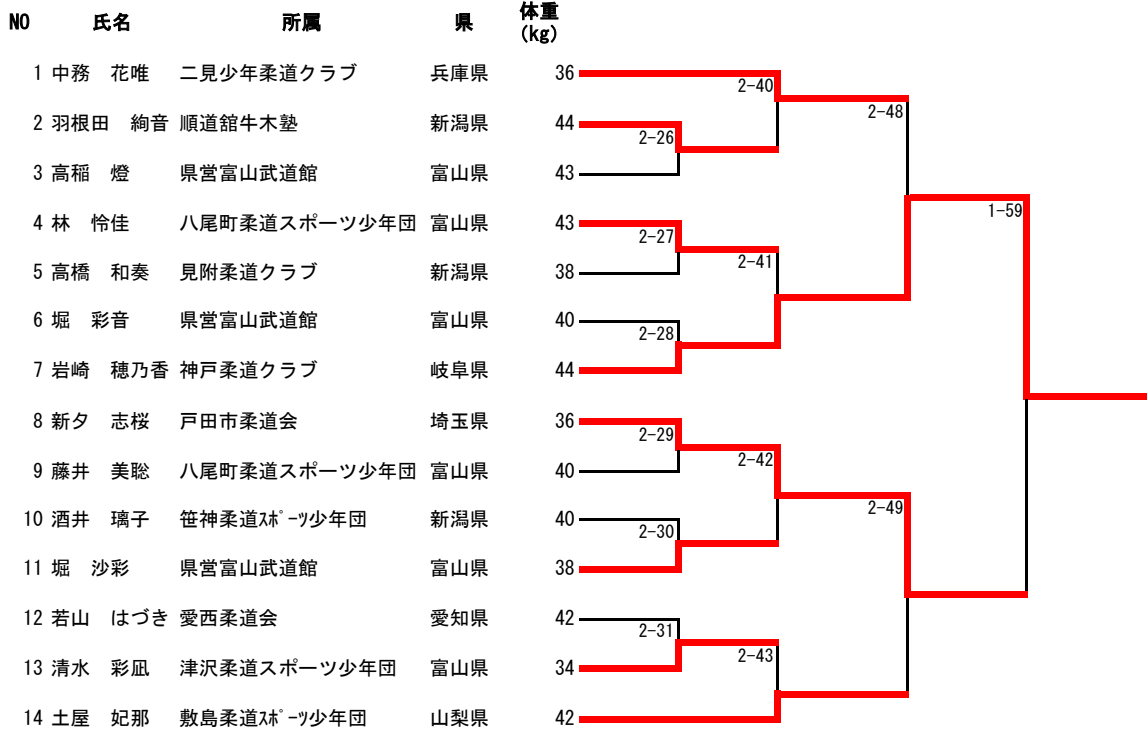 NO 氏名 所属 県 体重
(kg)
1 中務 花唯 二見少年柔道クラブ 兵庫県 36
2-40
2 羽根田 絢音 順道舘牛木塾 新潟県 44
2-48
2-26
3 高稲 燈 県営富山武道館 富山県 43
4 林 怜佳 八尾町柔道スポーツ少年団 富山県 43
1-59
2-27
5 高橋 和奏 見附柔道クラブ 新潟県 38
2-41
6 堀 彩音 県営富山武道館 富山県 40
2-28
7 岩崎 穂乃香 神戸柔道クラブ 岐阜県 44
8 新夕 志桜 戸田市柔道会 埼玉県 36
2-29
9 藤井 美聡 八尾町柔道スポーツ少年団 富山県 40
2-42
10 酒井 璃子 笹神柔道ｽﾎﾟｰﾂ少年団 新潟県 40
2-49
2-30
11 堀 沙彩 県営富山武道館 富山県 38
12 若山 はづき 愛西柔道会 愛知県 42
2-31
13 清水 彩凪 津沢柔道スポーツ少年団 富山県 34
2-43
14 土屋 妃那 敷島柔道ｽﾎﾟｰﾂ少年団 山梨県 42